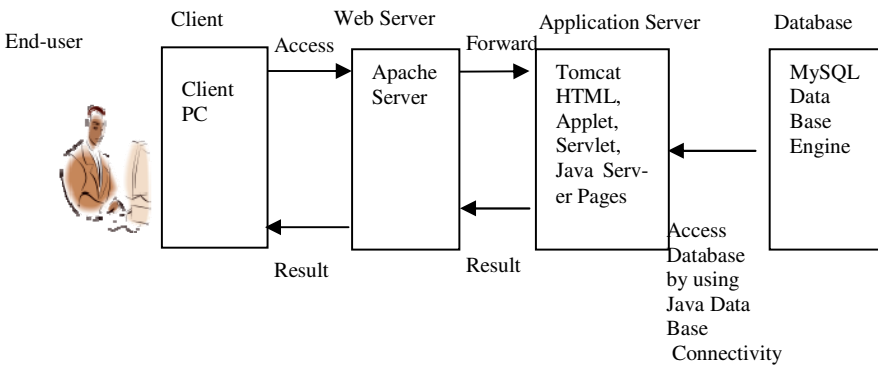 End-user
Client
Web Server
Application Server
Database
Access
Forward
Client
PC
Apache
Server
Tomcat
HTML,
Applet,
Servlet,
Java Serv-
er Pages
MySQL
Data
Base
Engine
Result
Result
Access
Database
by using
Java Data
Base
Connectivity